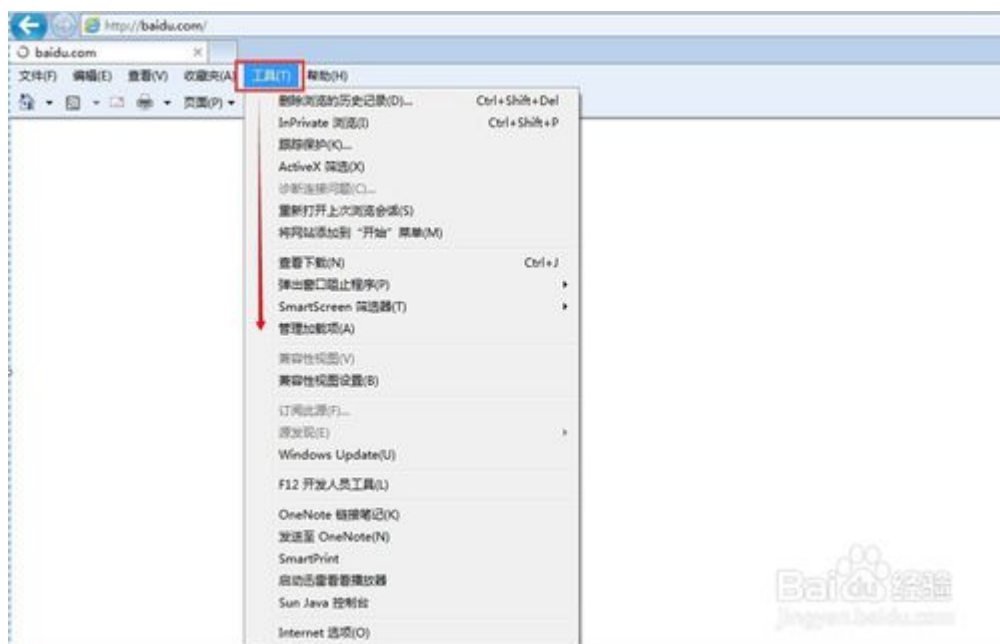 http://baidu.com/
baidu.com
文件(F) 编辑(E) 查看(V) 收藏夹(A) 工具(T) 帮助(H)
页面(P)
删除浏览的历史记录(D)... Ctrl+Shift+Del
InPrivate 浏览(I) Ctrl+Shift+P
跟踪保护(K)...
ActiveX 筛选(X)
诊断连接问题(C)...
重新打开上次浏览会话(S)
将网站添加到“开始”菜单(M)
查看下载(N) Ctrl+J
弹出窗口阻止程序(P)
SmartScreen 筛选器(T)
管理加载项(A)
兼容性视图(V)
兼容性视图设置(B)
订阅此源(F)...
源发现(E)
Windows Update(U)
F12 开发人员工具(L)
OneNote 链接笔记(K)
发送至 OneNote(N)
SmartPrint
启动迅雷看看播放器
Sun Java 控制台
Internet 选项(O)
Baidu 经验
jingyan.baidu.com